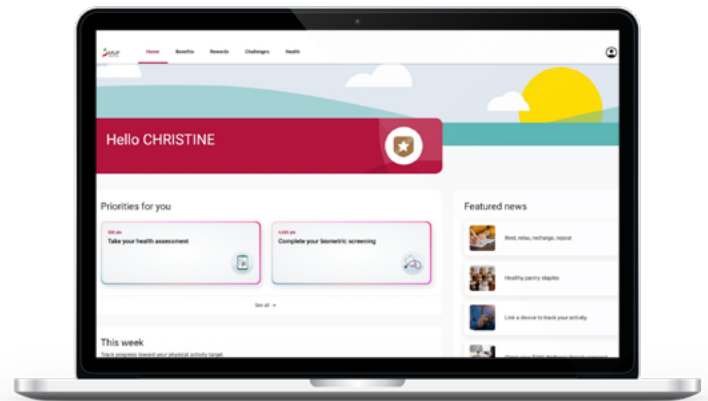 MVP
Home Benefits Rewards Challenges Health
Hello CHRISTINE
Priorities for you
Featured news
Take your health assessment
Complete your biometric screening
Rest, relax, recharge, repeat
Healthy pantry staples
See all →
Link a device to track your activity
This week
Track progress toward your physical activity target.